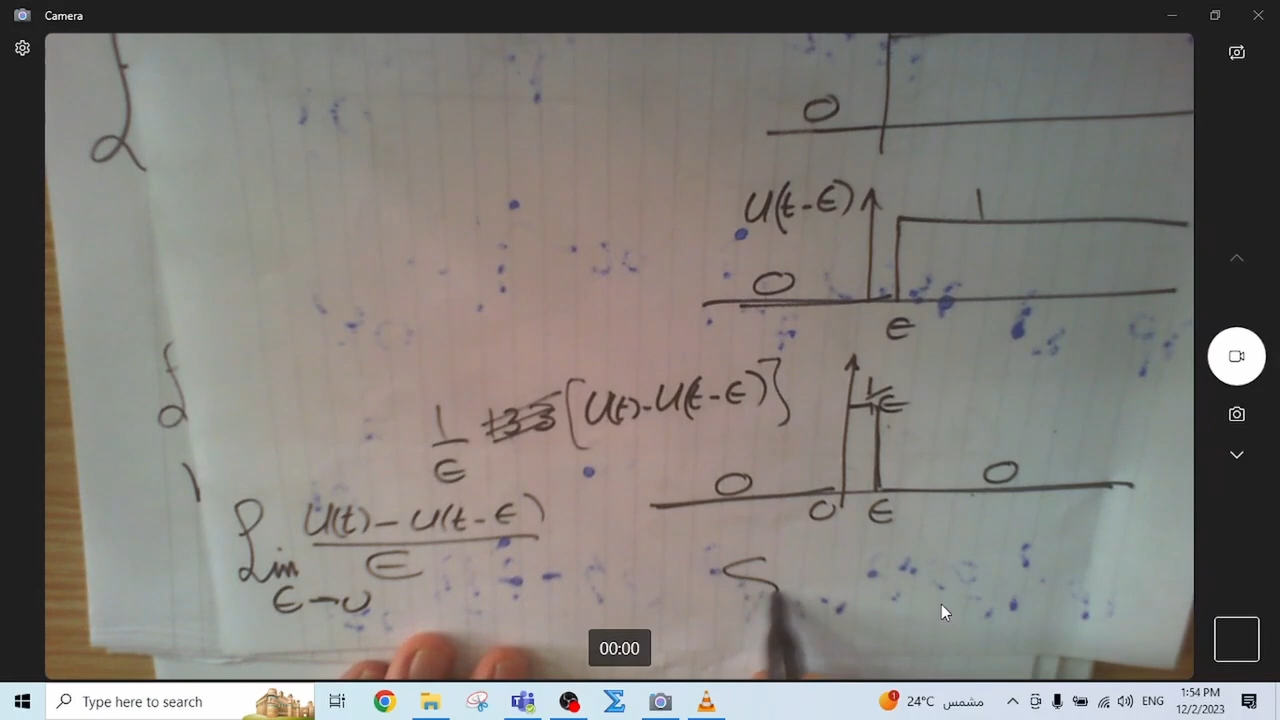 Camera
0
U(t-ϵ)
1
0
ϵ
1/ϵ [U(t)-U(t-ϵ)]
1/ϵ
0
0
0 ϵ
Lim ϵ→0 U(t)-U(t-ϵ)/ϵ
00:00
Type here to search
1
24°C
مشمس
ENG
1:54 PM
12/2/2023